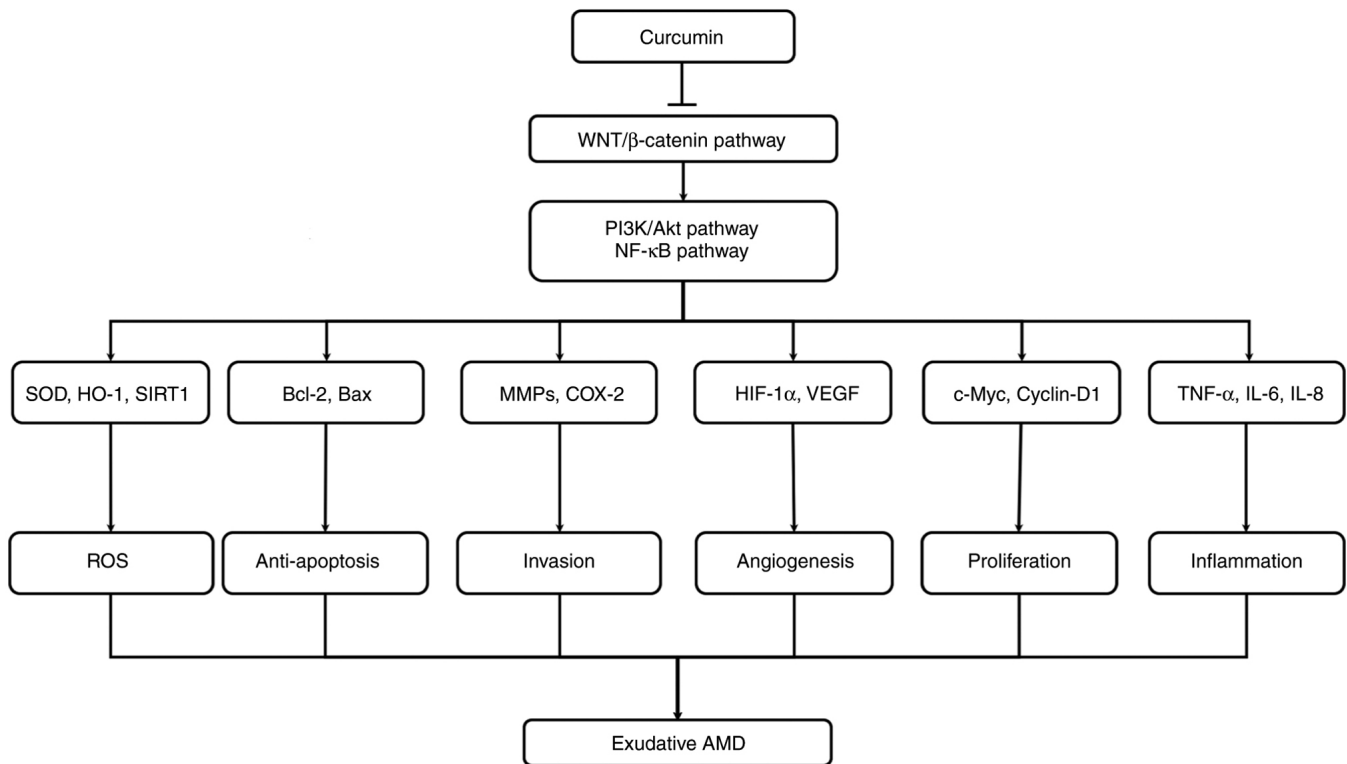 Curcumin
WNT/β-catenin pathway
PI3K/Akt pathway
NF-κB pathway
SOD, HO-1, SIRT1
Bcl-2, Bax
MMPs, COX-2
HIF-1α, VEGF
c-Myc, Cyclin-D1
TNF-α, IL-6, IL-8
ROS
Anti-apoptosis
Invasion
Angiogenesis
Proliferation
Inflammation
Exudative AMD